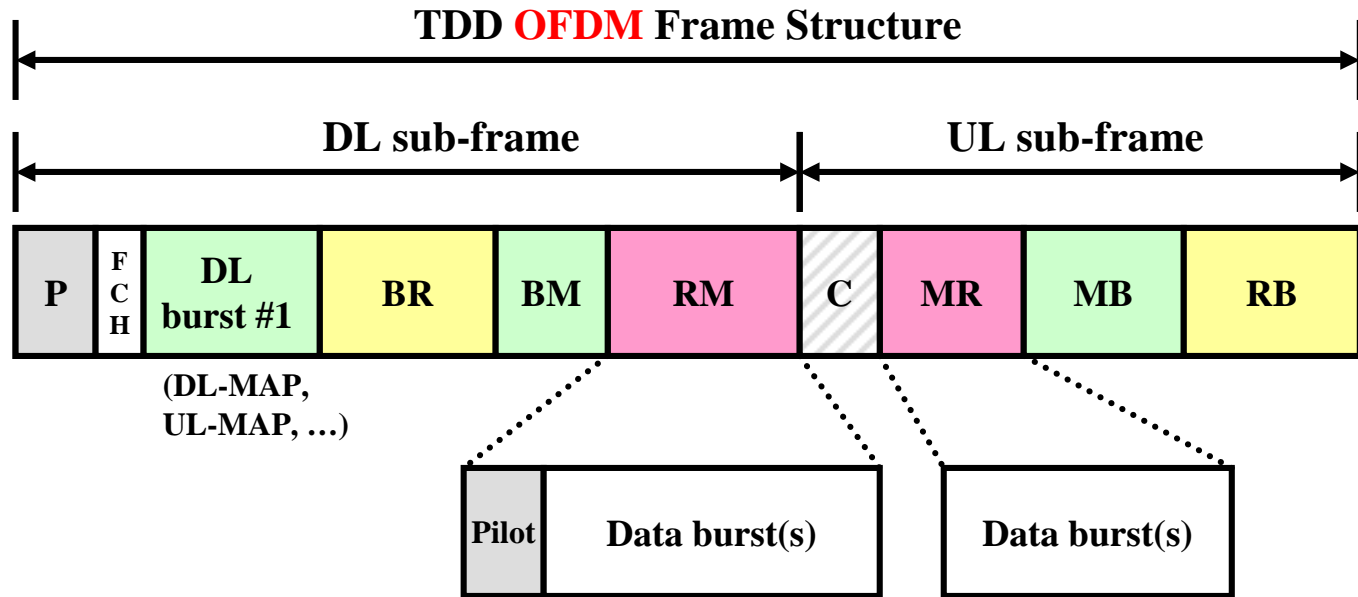 TDD OFDM Frame Structure
DL sub-frame
UL sub-frame
P
F
C
H
DL
burst #1
BR
BM
RM
C
MR
MB
RB
(DL-MAP,
UL-MAP, …)
Pilot
Data burst(s)
Data burst(s)